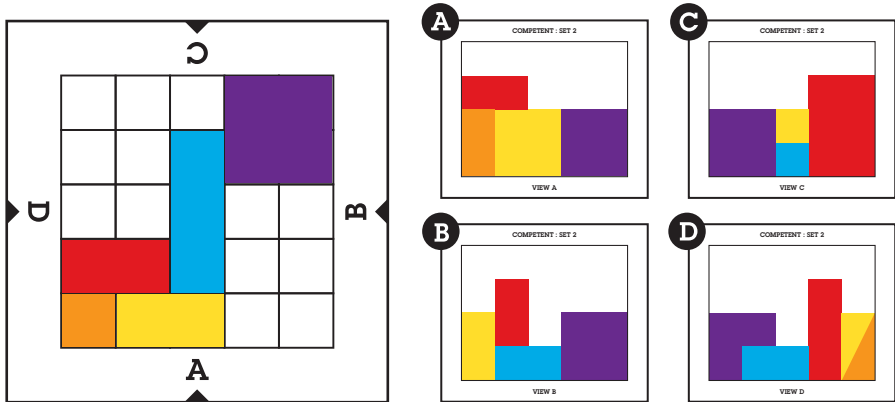 C
D
B
A
A
COMPETENT : SET 2
VIEW A
C
COMPETENT : SET 2
VIEW C
B
COMPETENT : SET 2
VIEW B
D
COMPETENT : SET 2
VIEW D